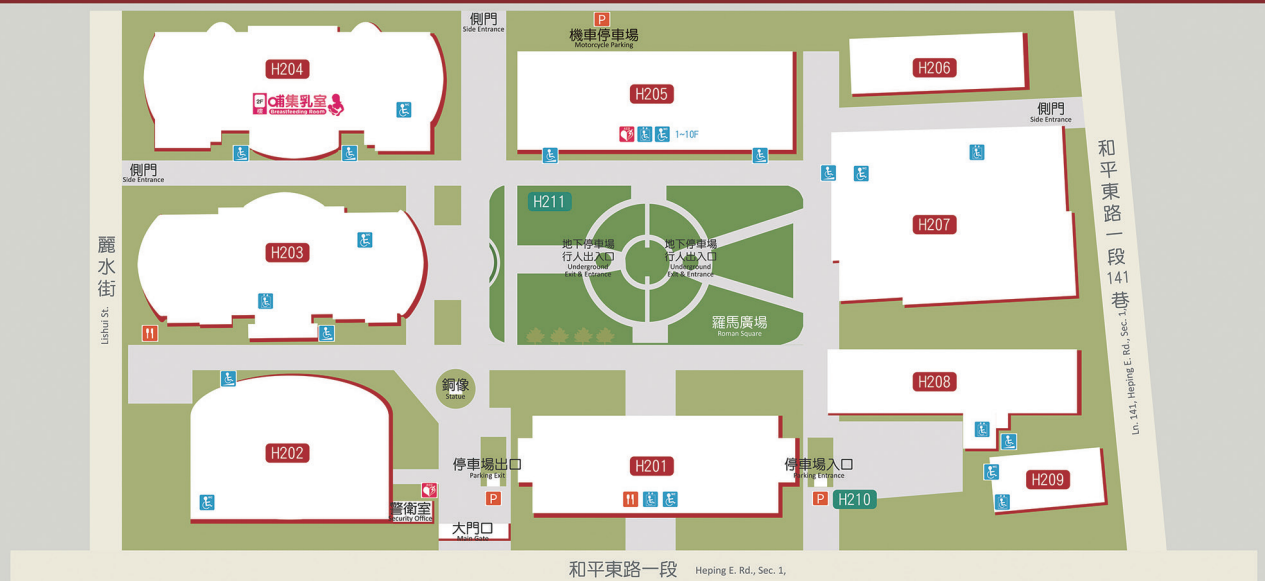 側門
Side Entrance
P
機車停車場
Motorcycle Parking
H204
2F
哺集乳室
Breastfeeding Room
H205
1~10F
H206
側門
Side Entrance
側門
Side Entrance
H211
H207
和平東路一段141巷
Ln. 141, Heping E. Rd., Sec. 1,
麗水街
Lishui St.
H203
地下停車場
行人出入口
Underground
Exit & Entrance
地下停車場
行人出入口
Underground
Exit & Entrance
羅馬廣場
Roman Square
銅像
Statue
H208
H202
停車場出口
Parking Exit
P
H201
停車場入口
Parking Entrance
P
H210
H209
警衛室
Security Office
大門口
Main Gate
和平東路一段 Heping E. Rd., Sec. 1,